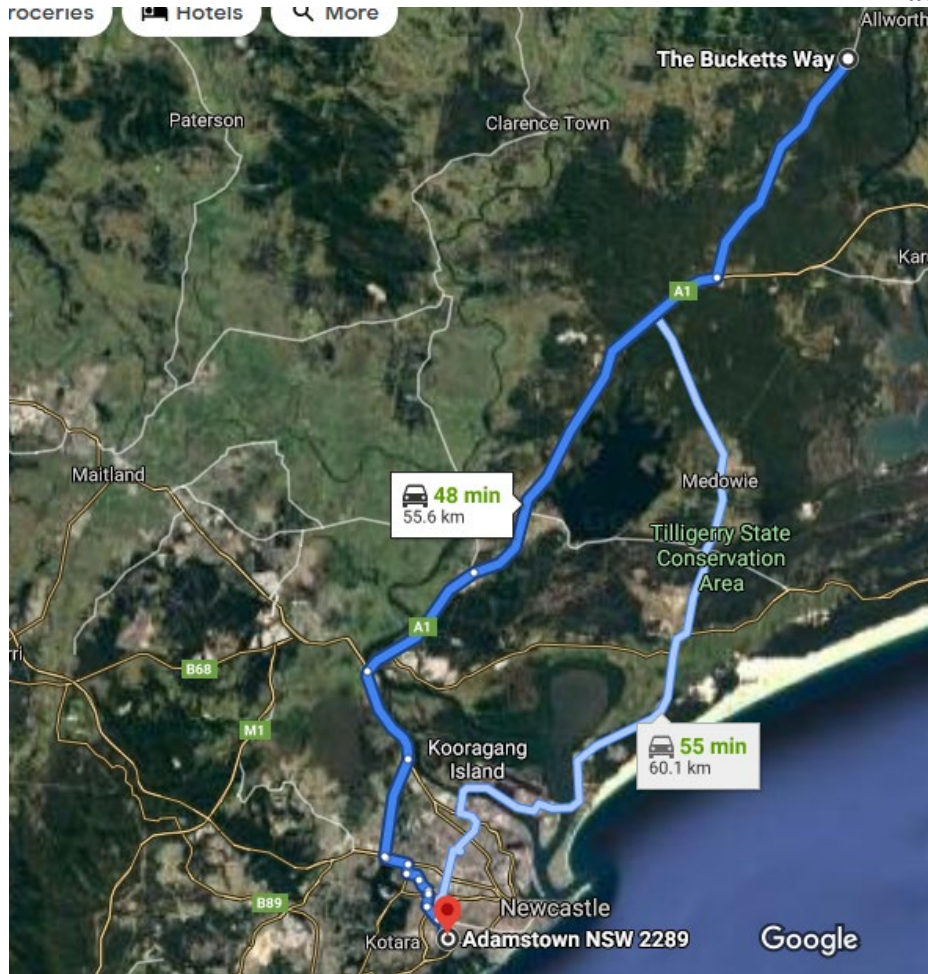 roceries
Hotels
More
Allworth
The Bucketts Way
Paterson
Clarence Town
Kar
A1
Maitland
Medowie
48 min
55.6 km
Tilligerry State
Conservation
Area
A1
rri
B68
M1
Kooragang
Island
55 min
60.1 km
B89
Newcastle
Kotara
Adamstown NSW 2289
Google